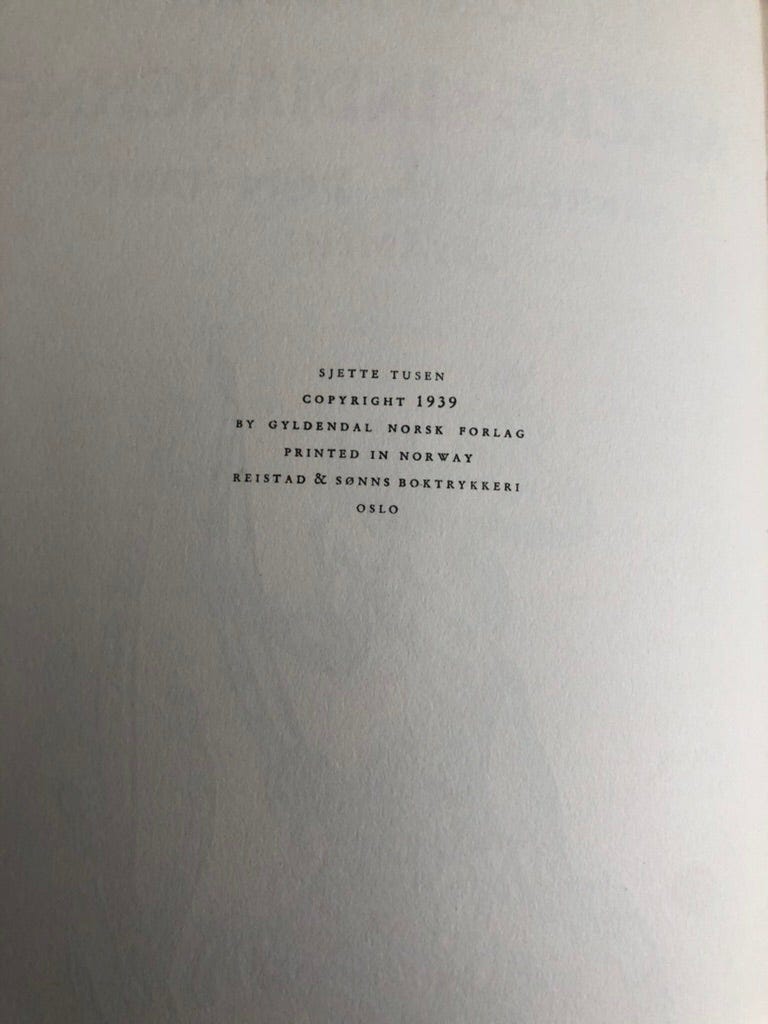 SJETTE TUSEN
COPYRIGHT 1939
BY GYLDENDAL NORSK FORLAG
PRINTED IN NORWAY
REISTAD & SØNNS BOKTRYKKERI
OSLO